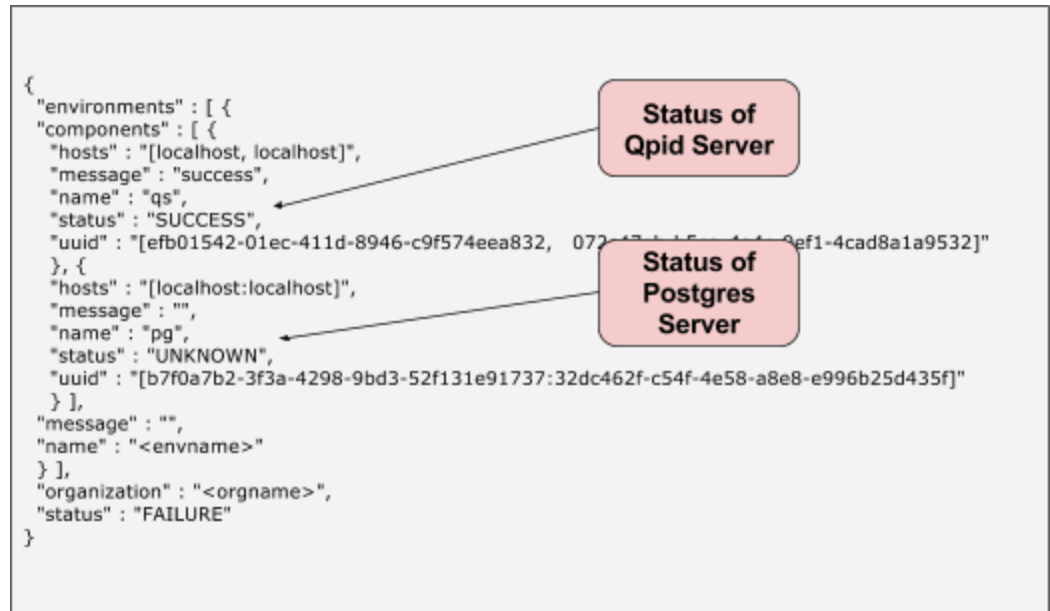 {
"environments" : [ {
"components" : [ {
"hosts" : "[localhost, localhost]",
"message" : "success",
"name" : "qs",
"status" : "SUCCESS",
"uuid" : "[efb01542-01ec-411d-8946-c9f574eea832,
}, {
"hosts" : "[localhost:localhost]",
"message" : "",
"name" : "pg",
"status" : "UNKNOWN",
"uuid" : "[b7f0a7b2-3f3a-4298-9bd3-52f131e91737:32dc462f-c54f-4e58-a8e8-e996b25d435f]"
} ],
"message" : "",
"name" : "<envname>"
} ],
"organization" : "<orgname>",
"status" : "FAILURE"
}
Status of
Qpid Server
Status of
Postgres
Server